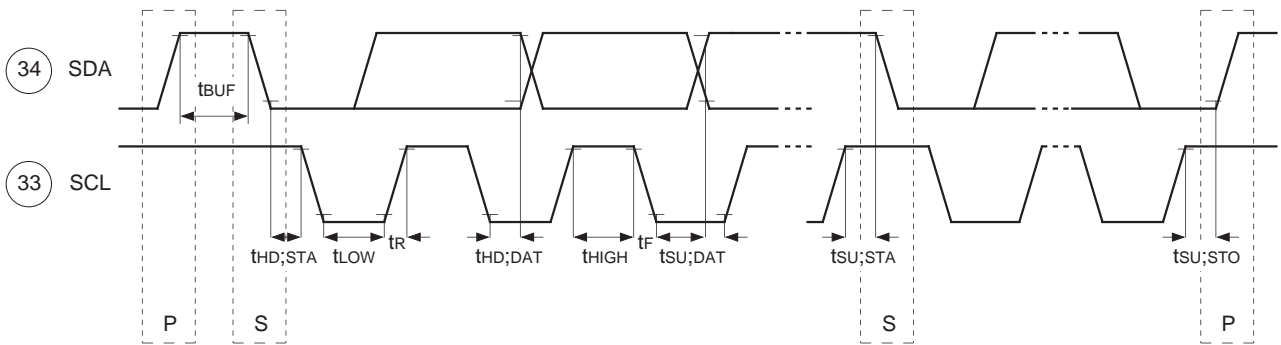 34 SDA
tBUF
33 SCL
tHD;STA tLOW tR tHD;DAT tHIGH tF tSU;DAT tSU;STA tSU;STO
P S S P